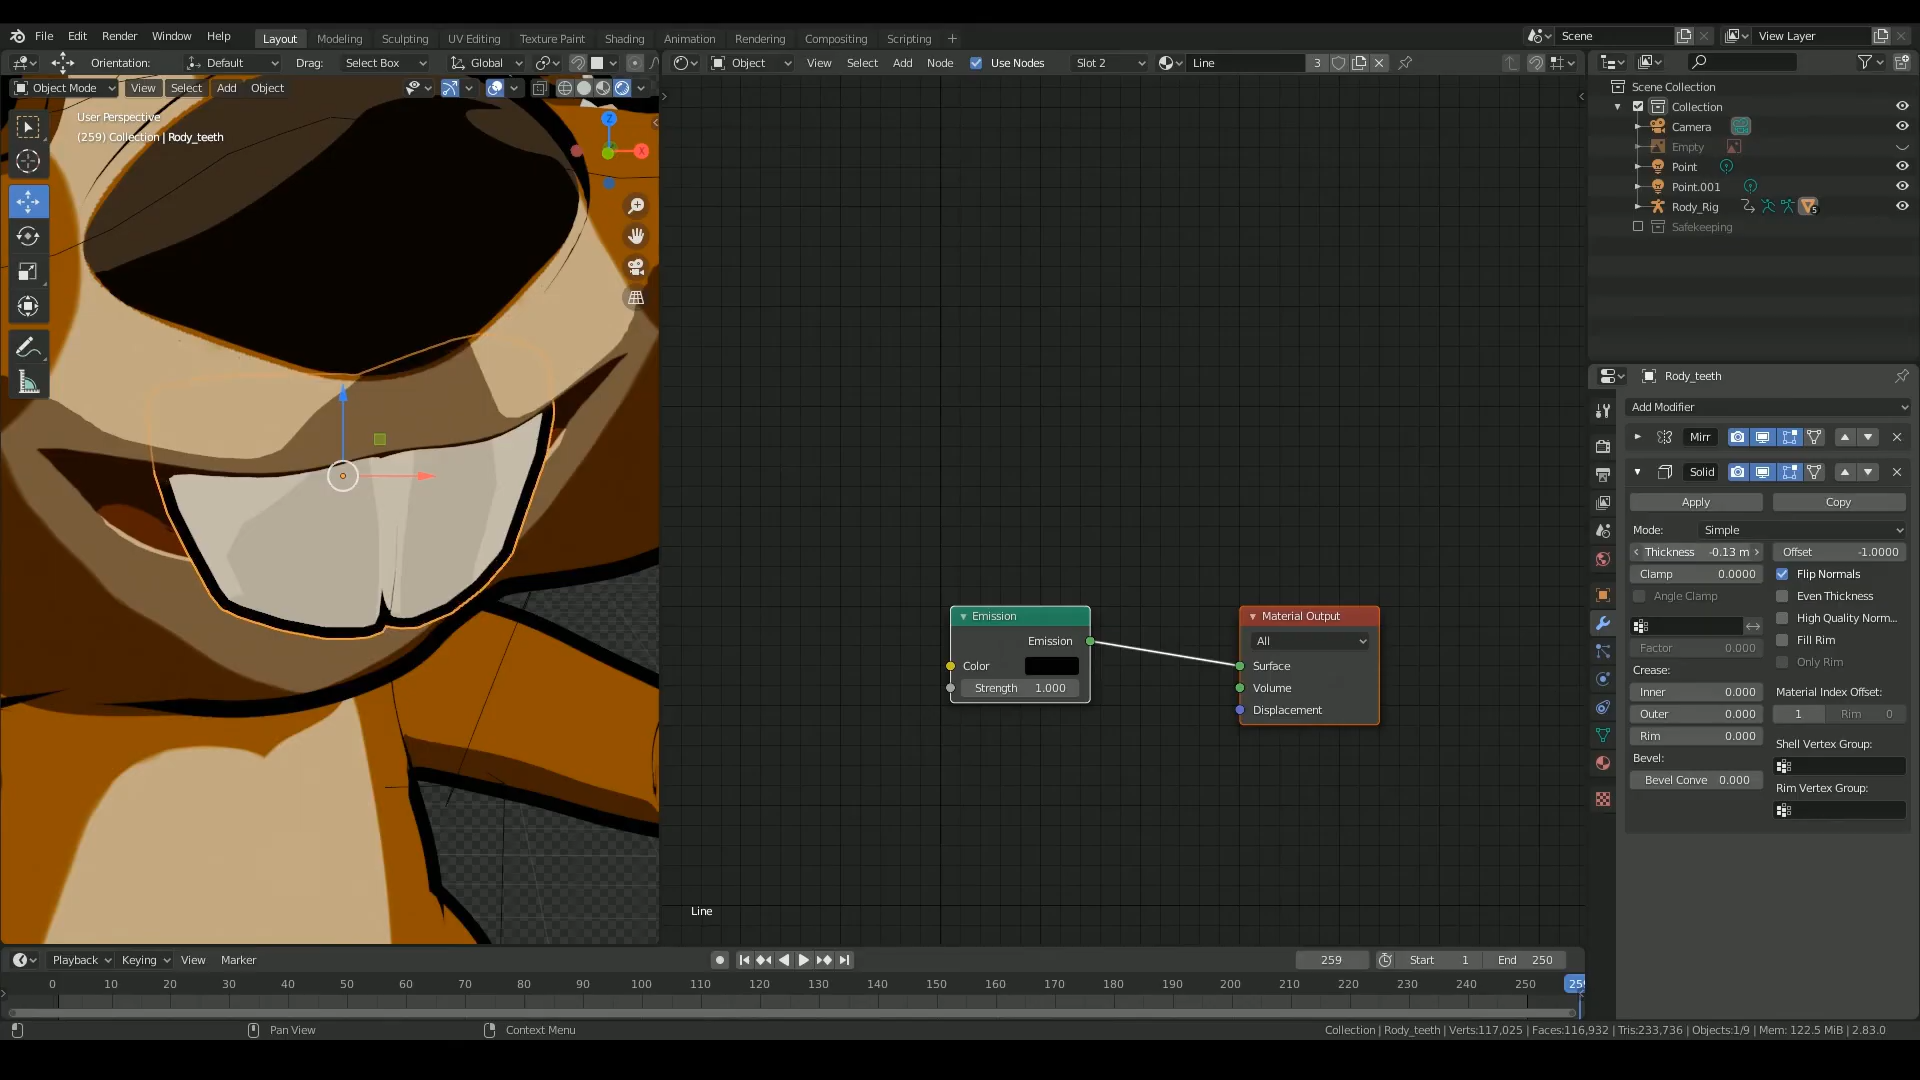 File Edit Render Window Help Layout Modeling Sculpting UV Editing Texture Paint Shading Animation Rendering Compositing Scripting + Scene View Layer
Orientation: Default Drag: Select Box Global
Object View Select Add Node Use Nodes Slot 2 Line 3
Object Mode View Select Add Object
User Perspective
(259) Collection | Rody_teeth
Z
X
Scene Collection
Collection
Camera
Empty
Point
Point.001
Rody_Rig 5
Safekeeping
Rody_teeth
Add Modifier
Mirr
Solid
Apply Copy
Mode: Simple
Thickness -0.13 m Offset -1.0000
Clamp 0.0000 Flip Normals
Angle Clamp Even Thickness
High Quality Norm...
Fill Rim
Factor 0.000 Only Rim
Crease:
Inner 0.000 Material Index Offset:
Outer 0.000 1 Rim 0
Rim 0.000 Shell Vertex Group:
Bevel:
Bevel Conve 0.000 Rim Vertex Group:
Emission
Emission
Color
Strength 1.000
Material Output
All
Surface
Volume
Displacement
Line
Playback Keying View Marker 259 Start 1 End 250
0 10 20 30 40 50 60 70 80 90 100 110 120 130 140 150 160 170 180 190 200 210 220 230 240 250 259
Pan View Context Menu Collection | Rody_teeth | Verts:117,025 | Faces:116,932 | Tris:233,736 | Objects:1/9 | Mem: 122.5 MiB | 2.83.0